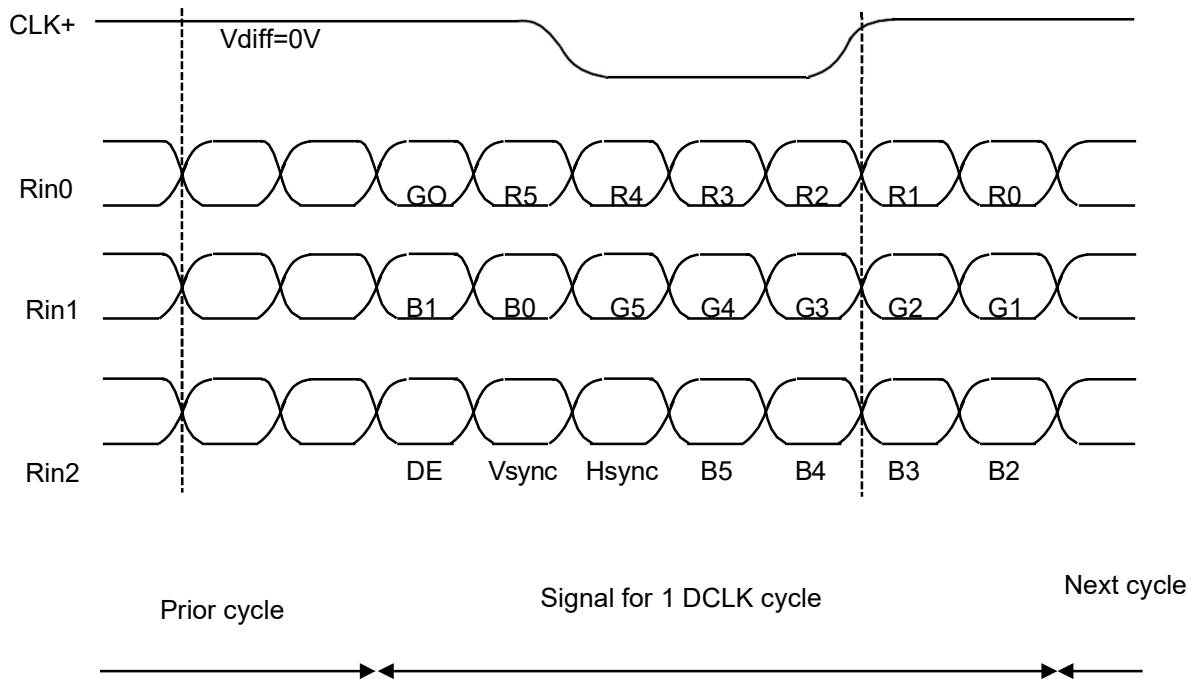 CLK+
Vdiff=0V
Rin0 GO R5 R4 R3 R2 R1 R0
Rin1 B1 B0 G5 G4 G3 G2 G1
Rin2 DE Vsync Hsync B5 B4 B3 B2
Prior cycle Signal for 1 DCLK cycle Next cycle